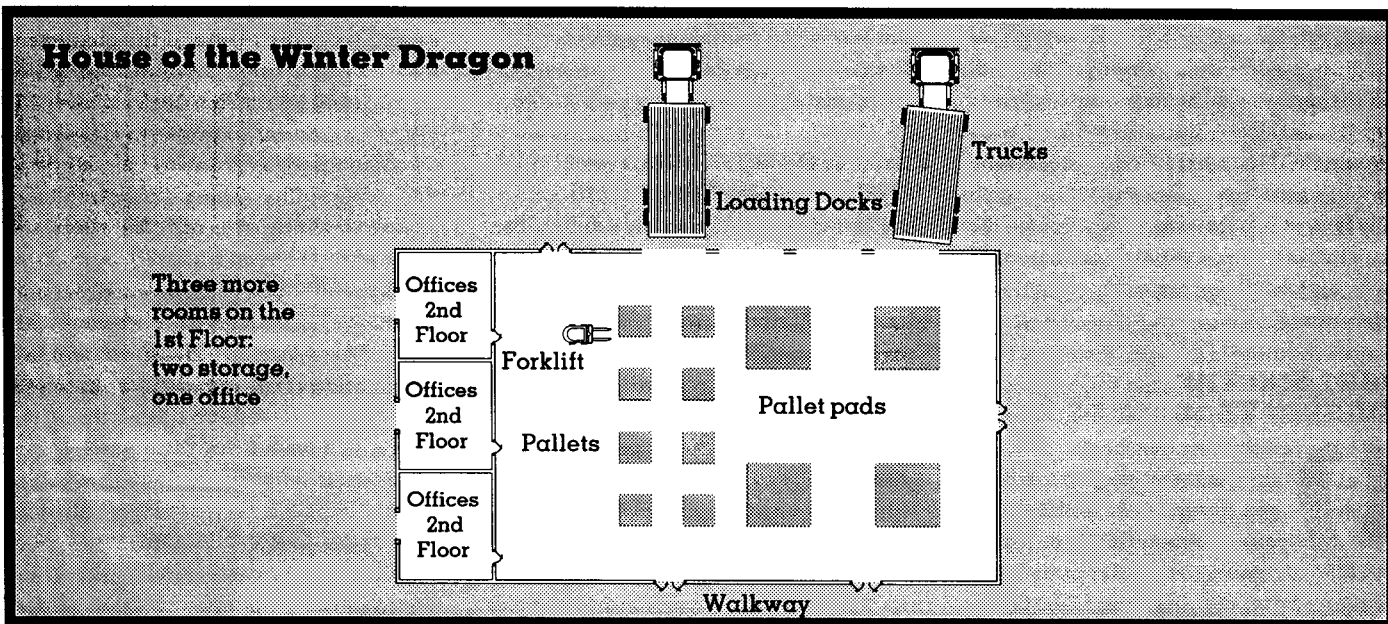 House of the Winter Dragon
Trucks
Loading Docks
Three more
rooms on the
1st Floor:
two storage,
one office
Offices
2nd
Floor
Forklift
Offices
2nd
Floor
Pallets
Pallet pads
Offices
2nd
Floor
Walkway